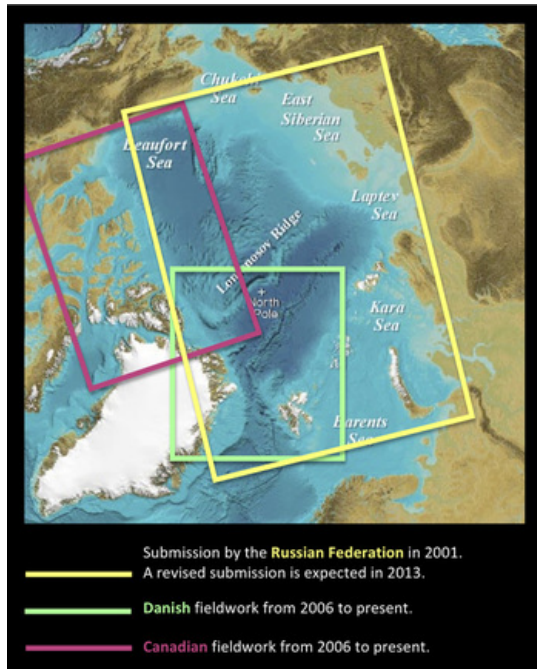 Chukchi
Sea
East
Siberian
Sea
Beaufort
Sea
Laptev
Sea
Lomonosov Ridge
North
Pole
Kara
Sea
Barents
Sea
Submission by the Russian Federation in 2001.
A revised submission is expected in 2013.
Danish fieldwork from 2006 to present.
Canadian fieldwork from 2006 to present.